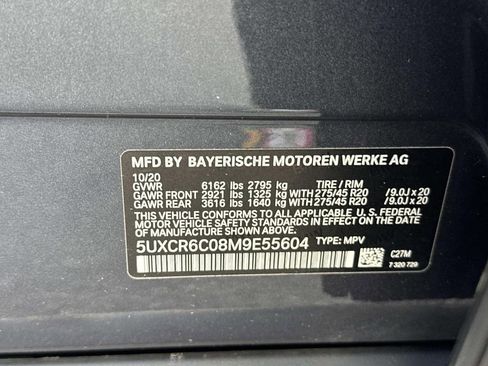 MFD BY BAYERISCHE MOTOREN WERKE AG
10/20
GVWR 6162 lbs 2795 kg TIRE / RIM
GAWR FRONT 2921 lbs 1325 kg WITH 275/45 R20 /9.0J x 20
GAWR REAR 3616 lbs 1640 kg WITH 275/45 R20 /9.0J x 20
THIS VEHICLE CONFORMS TO ALL APPLICABLE U.S. FEDERAL
MOTOR VEHICLE SAFETY STANDARDS IN EFFECT ON THE
DATE OF MANUFACTURE SHOWN ABOVE.
5UXCR6C08M9E55604 TYPE: MPV
C27M
7 320 729